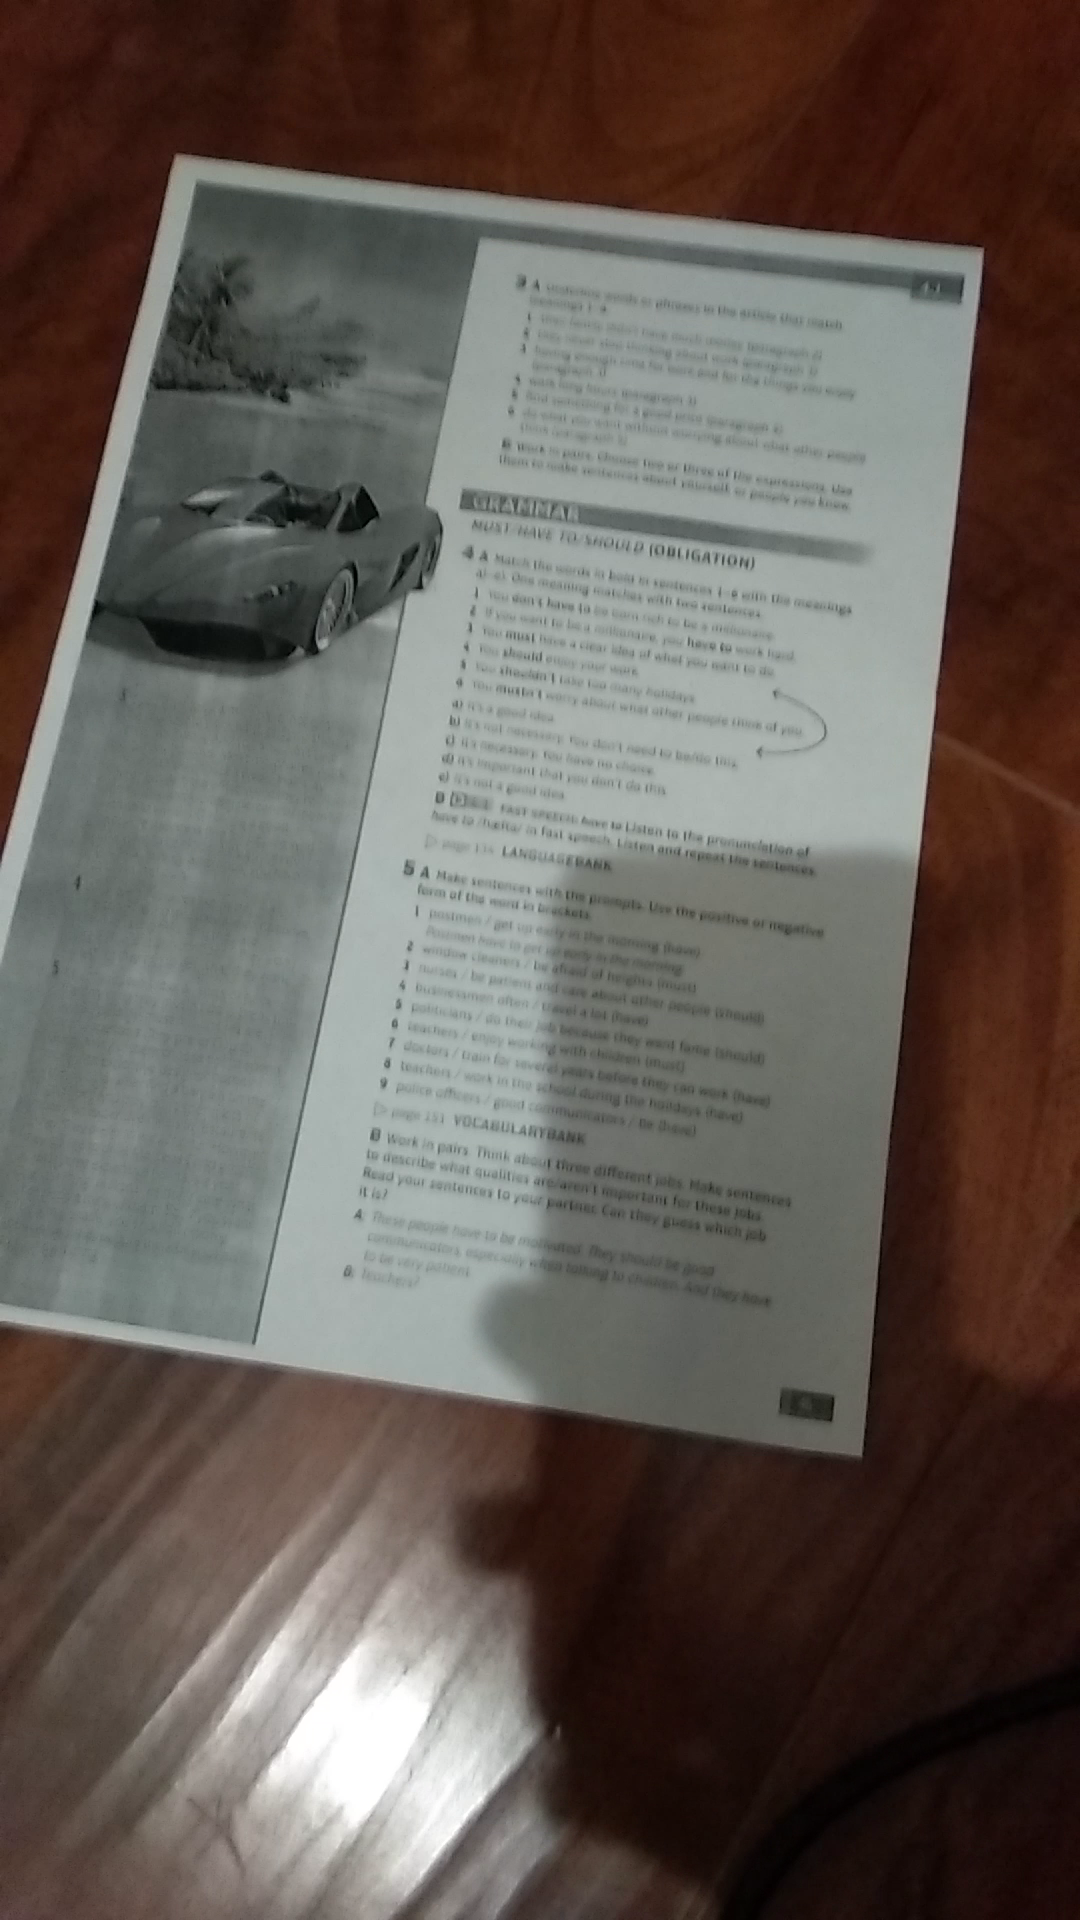 4.1
3 A Underline words or phrases in the article that match
meanings 1–6.
1 their family didn't have much money (paragraph 2)
2 they never stop thinking about work (paragraph 3)
3 having enough time for work and for the things you enjoy
(paragraph 3)
4 work long hours (paragraph 3)
5 find something for a good price (paragraph 4)
6 do what you want without worrying about what other people
think (paragraph 5)
B Work in pairs. Choose two or three of the expressions. Use
them to make sentences about yourself or people you know.
GRAMMAR
MUST/HAVE TO/SHOULD (OBLIGATION)
4 A Match the words in bold in sentences 1–6 with the meanings
a)–e). One meaning matches with two sentences.
1 You don't have to be born rich to be a millionaire.
2 If you want to be a millionaire, you have to work hard.
3 You must have a clear idea of what you want to do.
4 You should enjoy your work.
5 You shouldn't take too many holidays.
6 You mustn't worry about what other people think of you.
a) It's a good idea.
b) It's not necessary. You don't need to be/do this.
c) It's necessary. You have no choice.
d) It's important that you don't do this.
e) It's not a good idea.
B FAST SPEECH: have to Listen to the pronunciation of
have to /hæftə/ in fast speech. Listen and repeat the sentences.
page 134 LANGUAGEBANK
5 A Make sentences with the prompts. Use the positive or negative
form of the word in brackets.
1 postmen / get up early in the morning (have)
Postmen have to get up early in the morning.
2 window cleaners / be afraid of heights (must)
3 nurses / be patient and care about other people (should)
4 businessmen often / travel a lot (have)
5 politicians / do their job because they want fame (should)
6 teachers / enjoy working with children (must)
7 doctors / train for several years before they can work (have)
8 teachers / work in the school during the holidays (have)
9 police officers / good communicators / be (have)
page 151 VOCABULARYBANK
B Work in pairs. Think about three different jobs. Make sentences
to describe what qualities are/aren't important for these jobs.
Read your sentences to your partner. Can they guess which job
it is?
A: These people have to be motivated. They should be good
communicators, especially when talking to children. And they have
to be very patient.
B: Teachers?
3
4
5